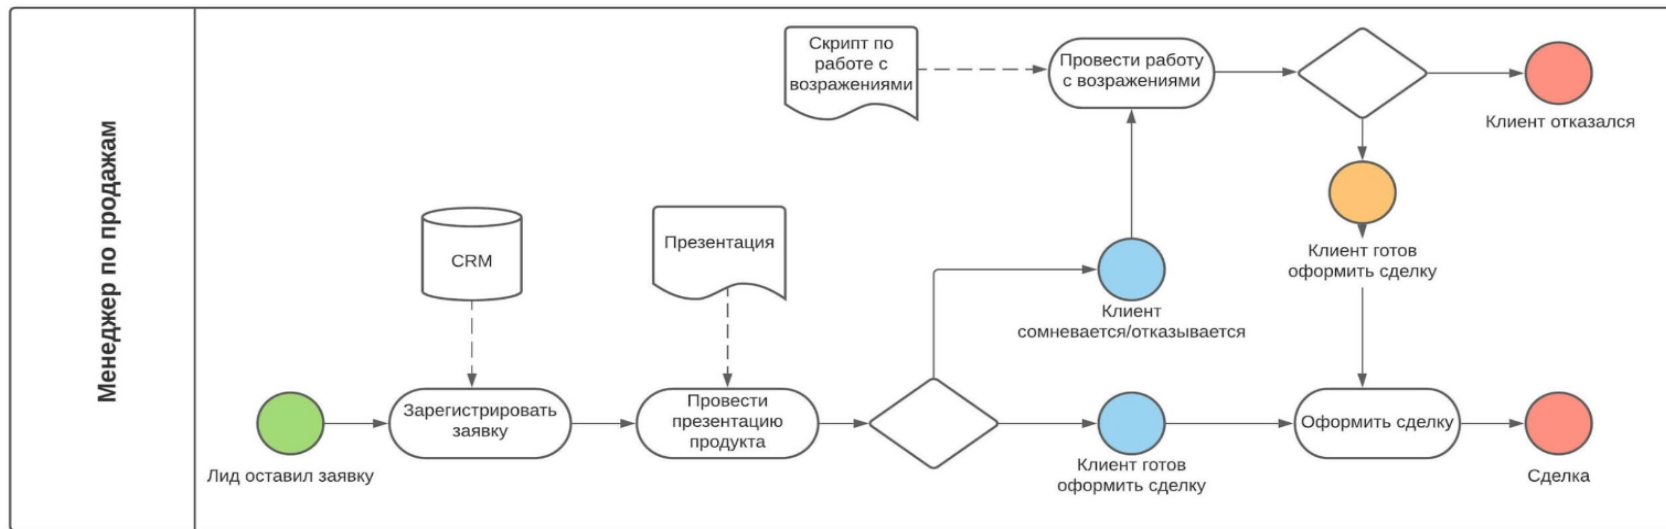 Менеджер по продажам
Скрипт по
работе с
возражениями
Провести работу
с возражениями
Клиент отказался
CRM
Презентация
Клиент готов
оформить сделку
Клиент
сомневается/отказывается
Зарегистрировать
заявку
Провести
презентацию
продукта
Оформить сделку
Лид оставил заявку
Клиент готов
оформить сделку
Сделка